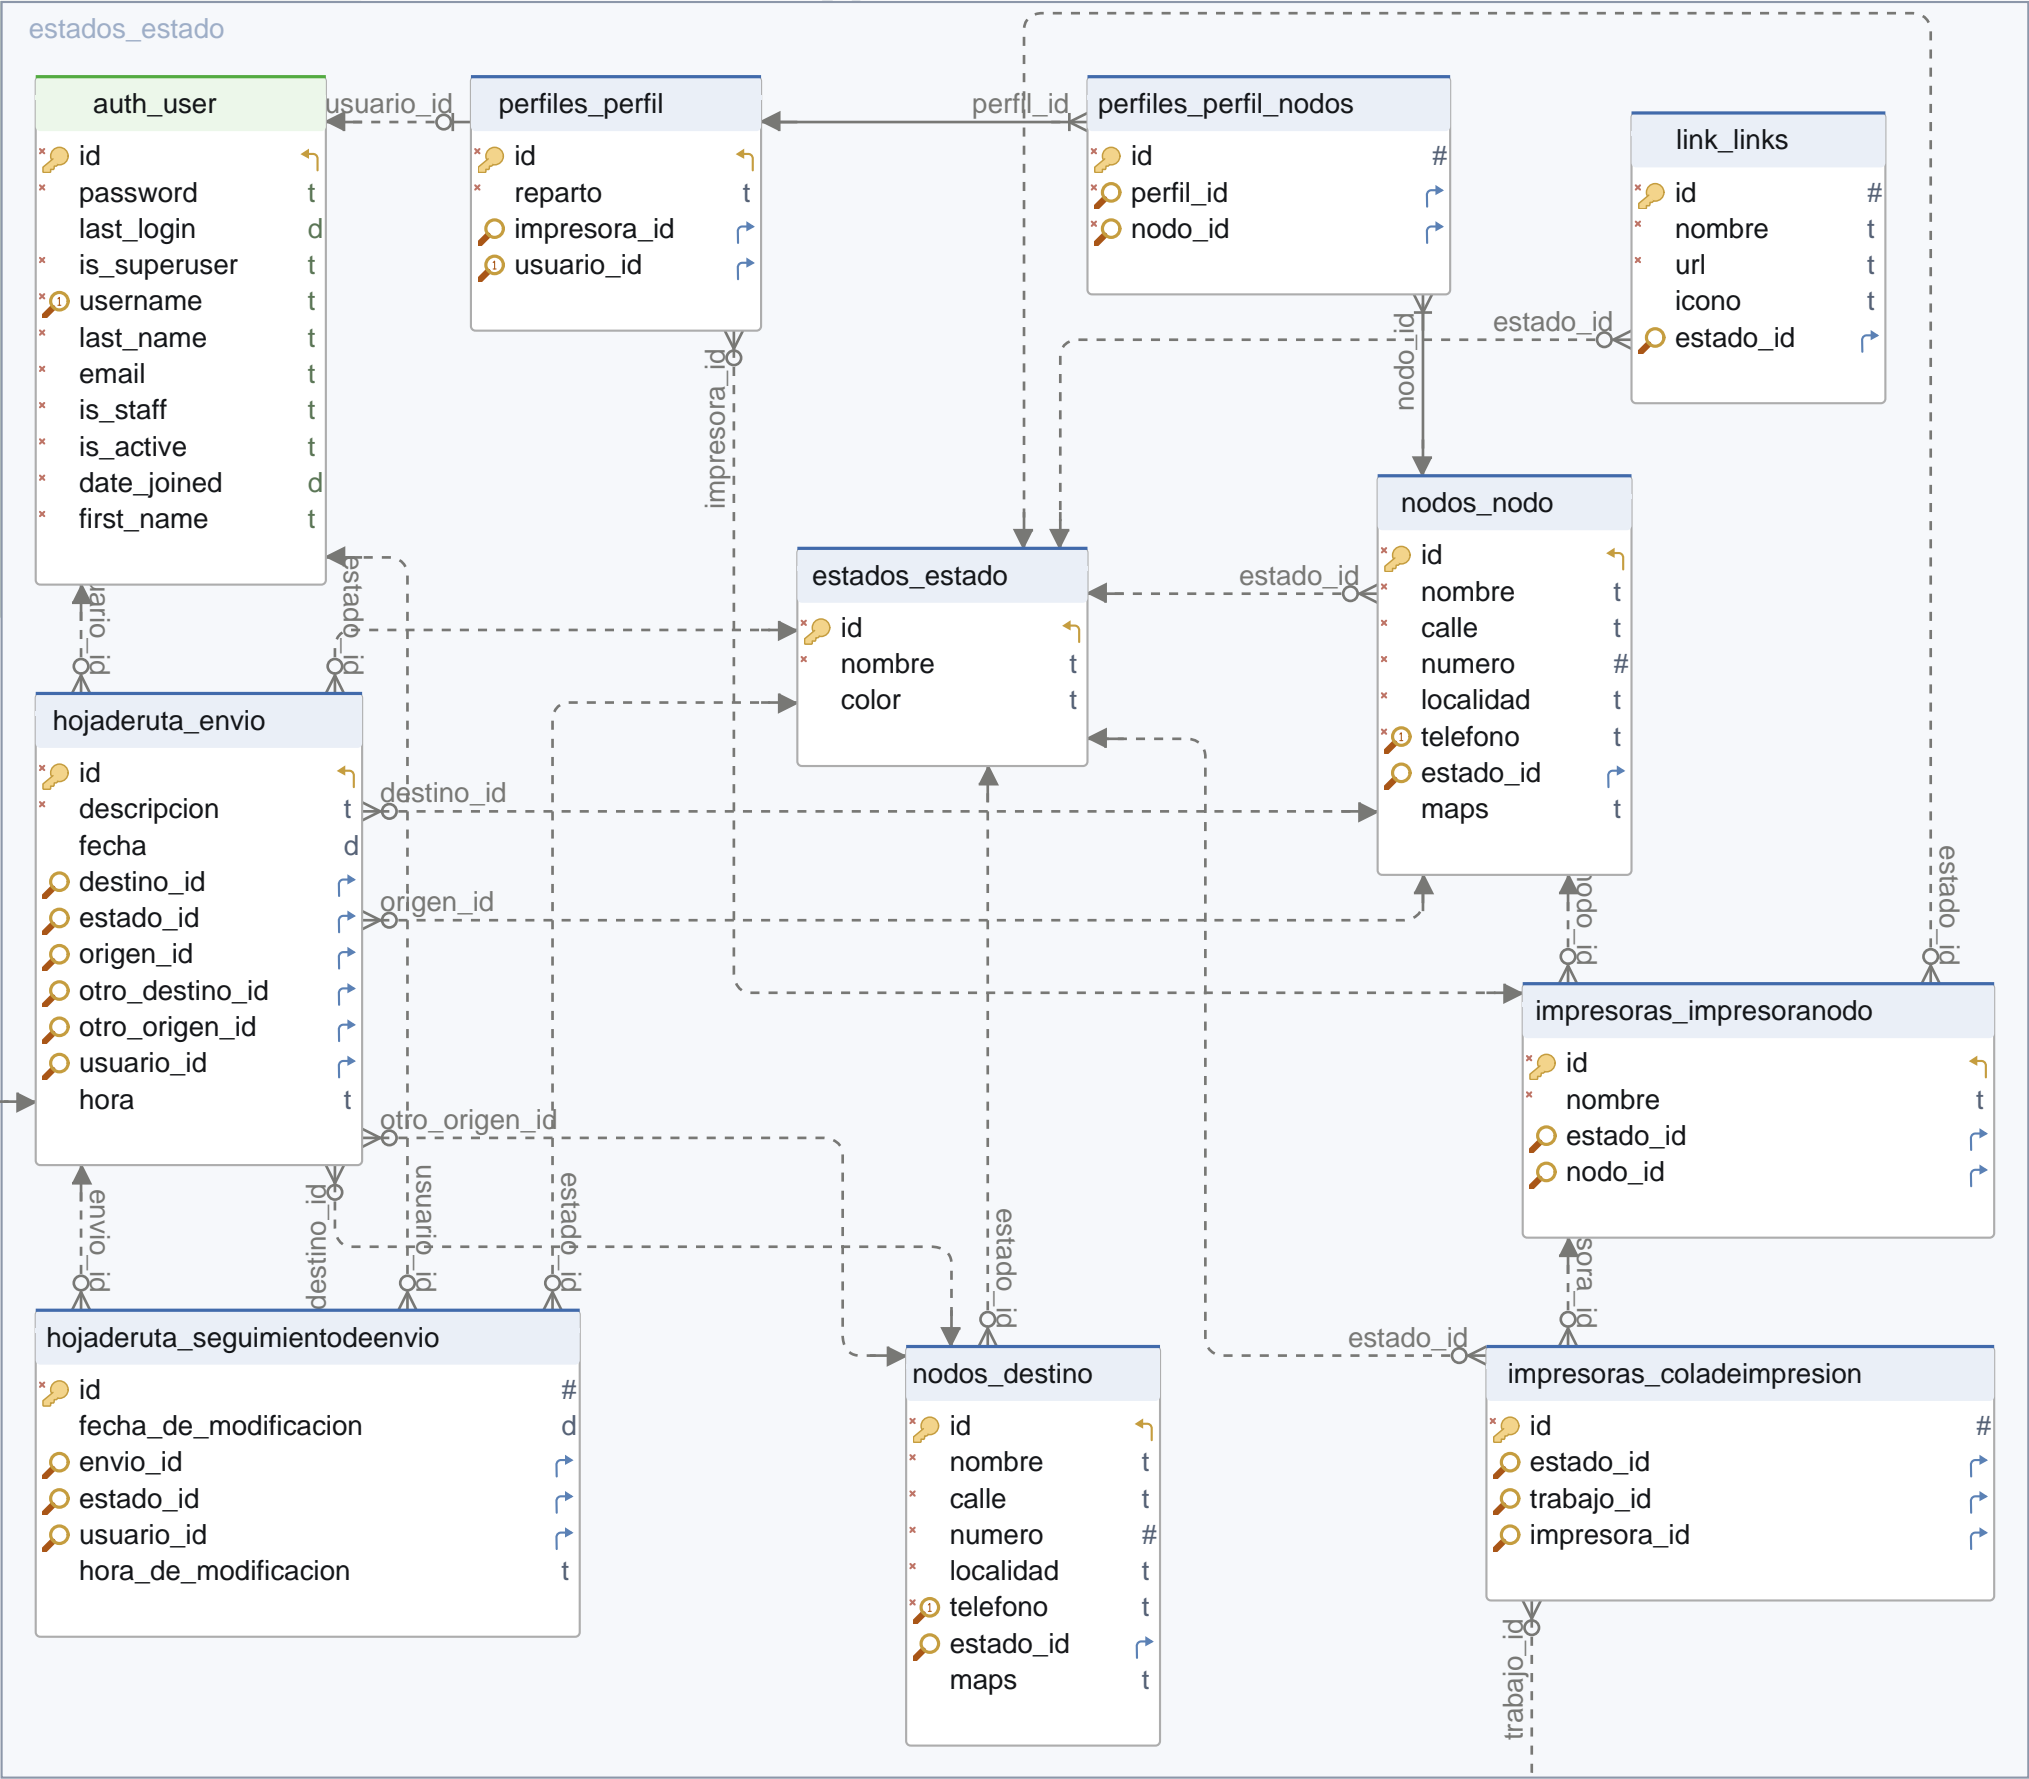 estados_estado
auth_user
id
password t
last_login d
is_superuser t
username t
last_name t
email t
is_staff t
is_active t
date_joined d
first_name t
usuario_id
perfiles_perfil
id
reparto t
impresora_id
usuario_id
perfil_id
perfiles_perfil_nodos
id #
perfil_id
nodo_id
link_links
id #
nombre t
url t
icono t
estado_id
estado_id
nodo_id
impresora_id
nodos_nodo
id
nombre t
calle t
numero #
localidad t
telefono t
estado_id
maps t
estado_id
estados_estado
id
nombre t
color t
estado_id
hojaderuta_envio
id
descripcion t
fecha d
destino_id
estado_id
origen_id
otro_destino_id
otro_origen_id
usuario_id
hora t
destino_id
origen_id
otro_origen_id
estado_id
impresoras_impresoranodo
id
nombre t
estado_id
nodo_id
envio_id
destino_id
usuario_id
estado_id
estado_id
hojaderuta_seguimientodeenvio
id #
fecha_de_modificacion d
envio_id
estado_id
usuario_id
hora_de_modificacion t
nodos_destino
id
nombre t
calle t
numero #
localidad t
telefono t
estado_id
maps t
estado_id
impresoras_coladeimpresion
id #
estado_id
trabajo_id
impresora_id
trabajo_id